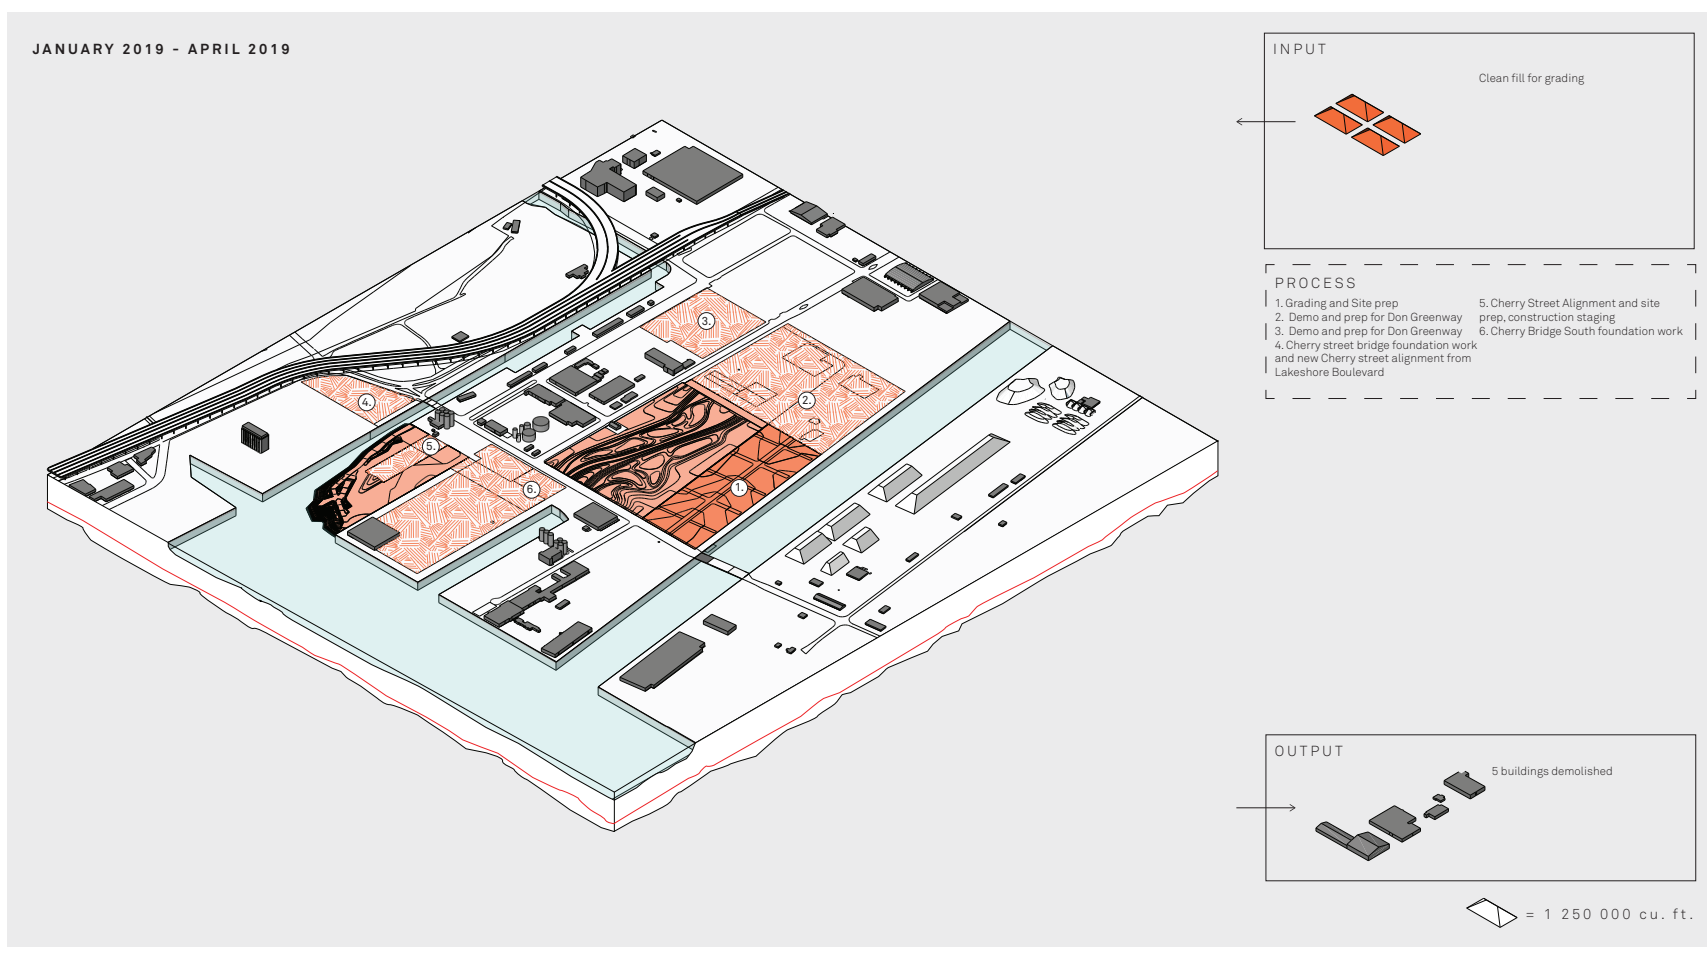 JANUARY 2019 - APRIL 2019
INPUT
Clean fill for grading
PROCESS
1. Grading and Site prep
2. Demo and prep for Don Greenway
3. Demo and prep for Don Greenway
4. Cherry street bridge foundation work
and new Cherry street alignment from
Lakeshore Boulevard
5. Cherry Street Alignment and site
prep, construction staging
6. Cherry Bridge South foundation work
3.
2.
4.
5.
6.
1.
OUTPUT
5 buildings demolished
= 1 250 000 cu. ft.